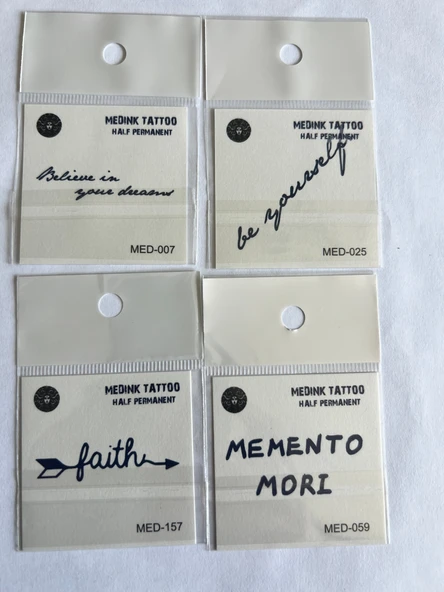 MEDINK TATTOO
HALF PERMANENT
Believe in
your dreams
MED-007
MEDINK TATTOO
HALF PERMANENT
be yourself
MED-025
MEDINK TATTOO
HALF PERMANENT
faith
MED-157
MEDINK TATTOO
HALF PERMANENT
MEMENTO
MORI
MED-059